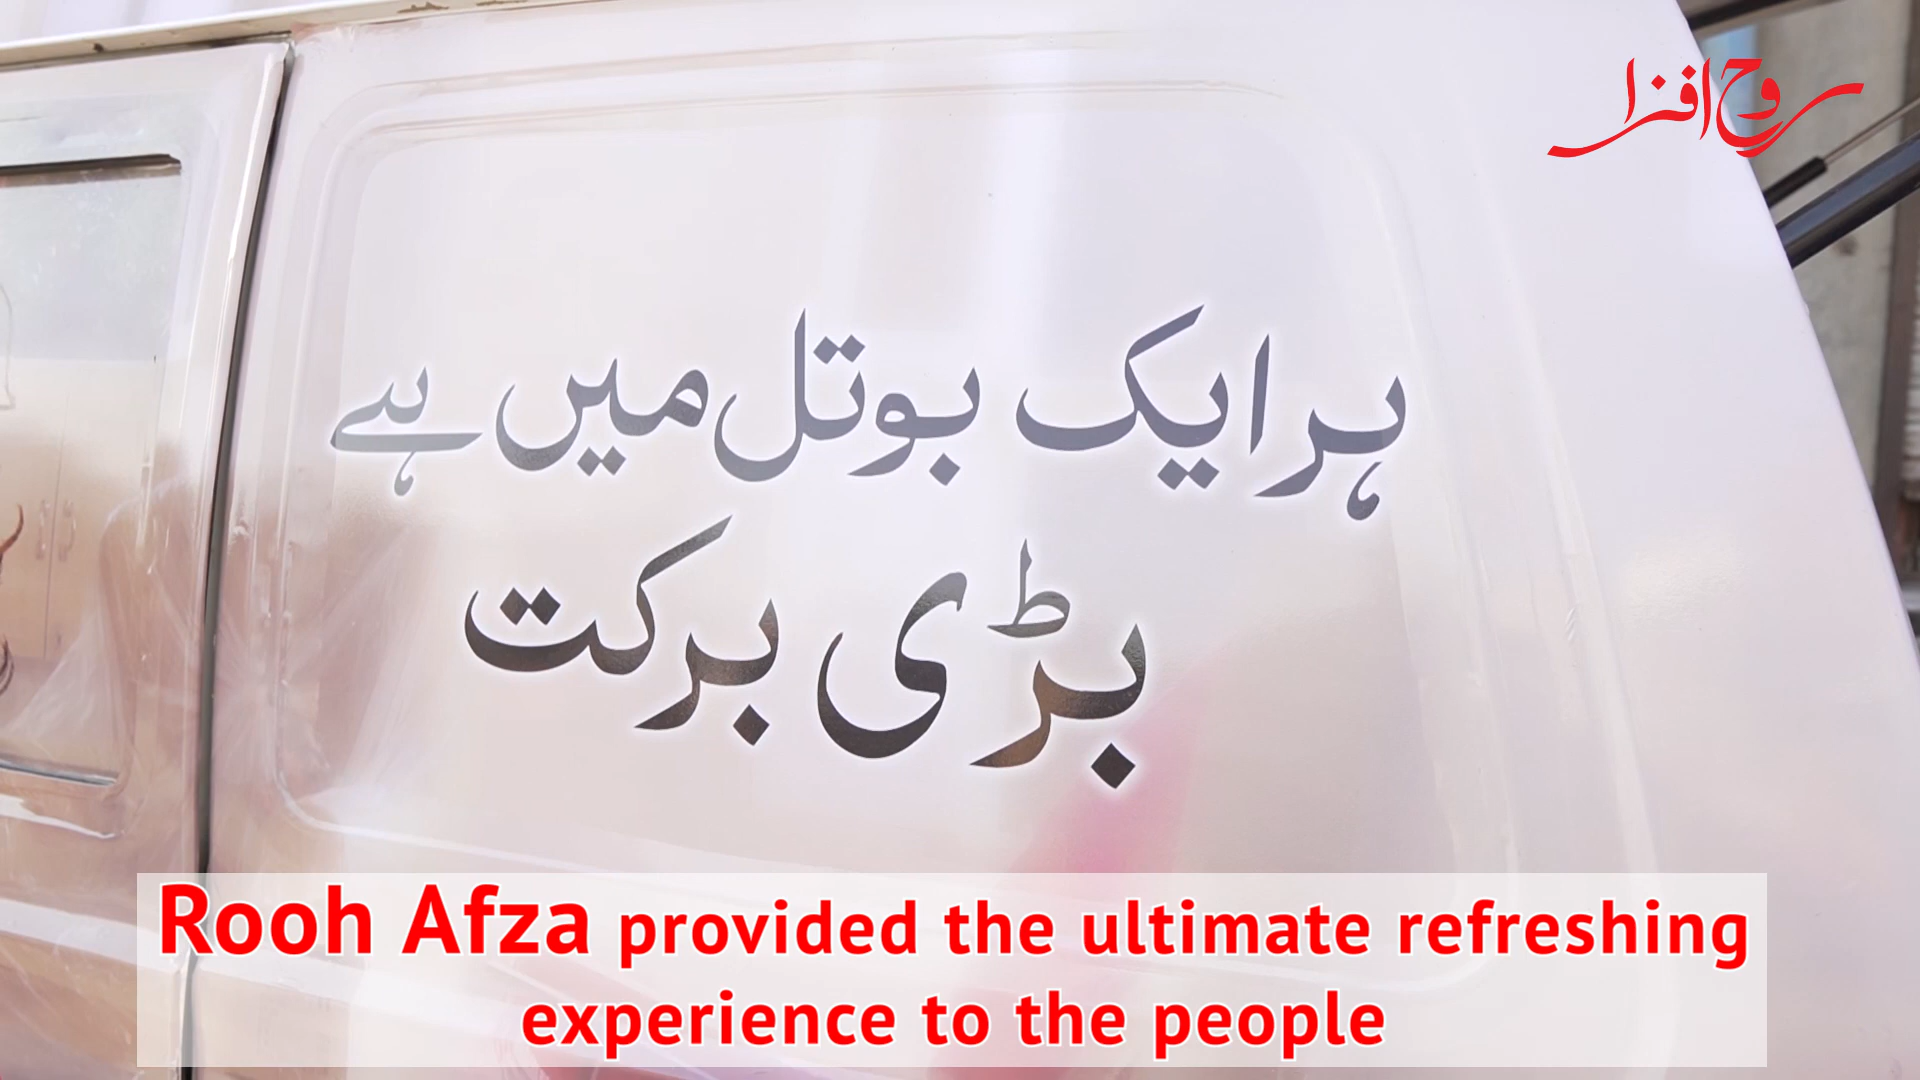 روح افزا
ہر ایک بوتل میں ہے
بڑی برکت
Rooh Afza provided the ultimate refreshing
experience to the people